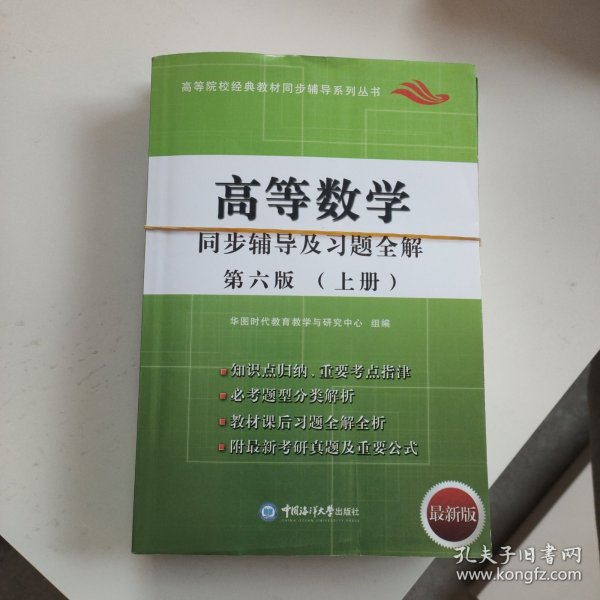 高等院校经典教材同步辅导系列丛书
高等数学
同步辅导及习题全解
第六版（上册）
华图时代教育教学与研究中心 组编
知识点归纳、重要考点指津
必考题型分类解析
教材课后习题全解全析
附最新考研真题及重要公式
中国海洋大学出版社
CHINA OCEAN UNIVERSITY PRESS
最新版
孔夫子旧书网
www.kongfz.com